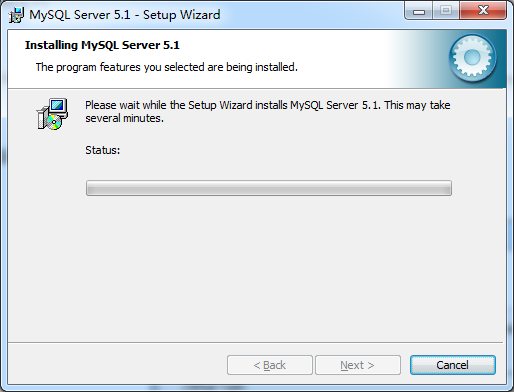 MySQL Server 5.1 - Setup Wizard
Installing MySQL Server 5.1
The program features you selected are being installed.
Please wait while the Setup Wizard installs MySQL Server 5.1. This may take
several minutes.
Status:
< Back
Next >
Cancel